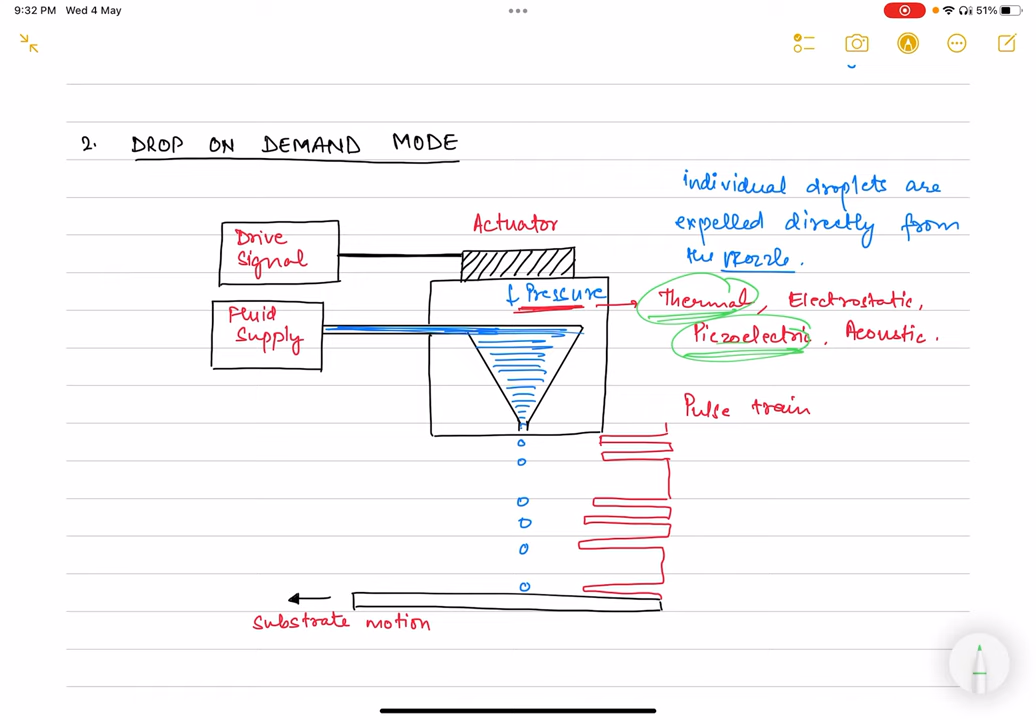 9:32 PM Wed 4 May
51%
2. DROP ON DEMAND MODE
individual droplets are
expelled directly from
the nozzle.
Actuator
Drive
Signal
f Pressure
Thermal, Electrostatic,
Piezoelectric, Acoustic.
Fluid
Supply
Pulse train
substrate motion